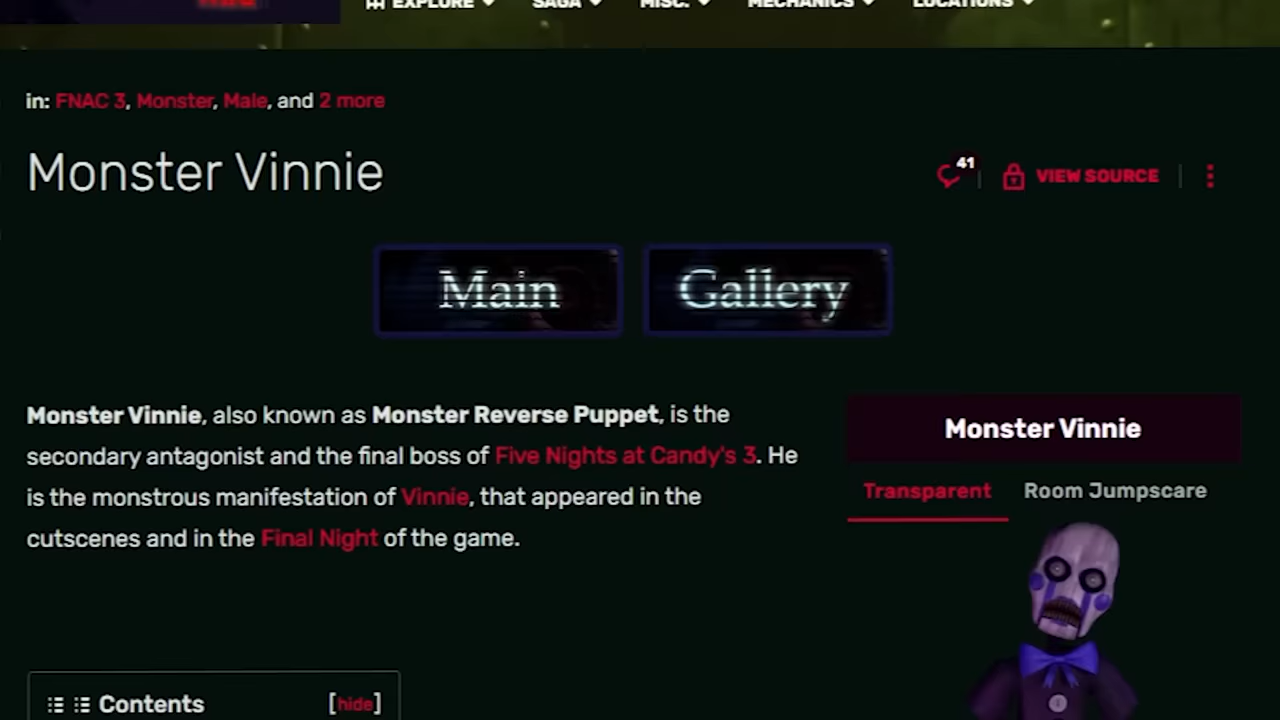 EXPLORE SAGA MISC. MECHANICS LOCATIONS
in: FNAC 3, Monster, Male, and 2 more
Monster Vinnie
41
VIEW SOURCE
Main Gallery
Monster Vinnie, also known as Monster Reverse Puppet, is the
secondary antagonist and the final boss of Five Nights at Candy's 3. He
is the monstrous manifestation of Vinnie, that appeared in the
cutscenes and in the Final Night of the game.
Monster Vinnie
Transparent Room Jumpscare
Contents [hide]